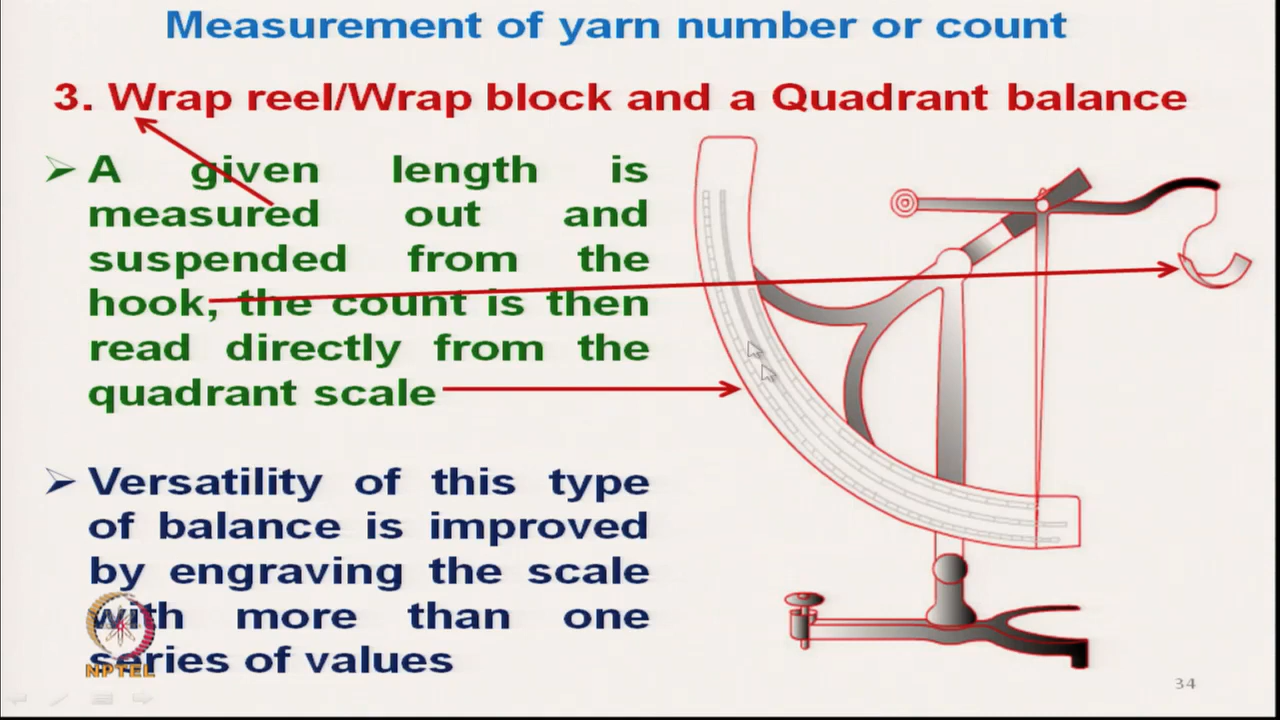 Measurement of yarn number or count
3. Wrap reel/Wrap block and a Quadrant balance
A given length is
measured out and
suspended from the
hook, the count is then
read directly from the
quadrant scale
Versatility of this type
of balance is improved
by engraving the scale
with more than one
series of values
NPTEL
34